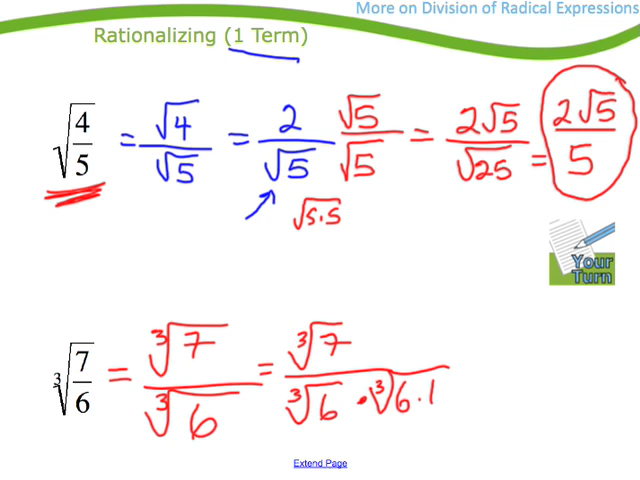 More on Division of Radical Expressions
Rationalizing (1 Term)
√(4/5) = √4/√5 = 2/√5 √5/√5 = 2√5/√25 = 2√5/5
√5·5
Your
Turn
∛(7/6) = ∛7/∛6 = ∛7/∛6 · ∛6·1
Extend Page